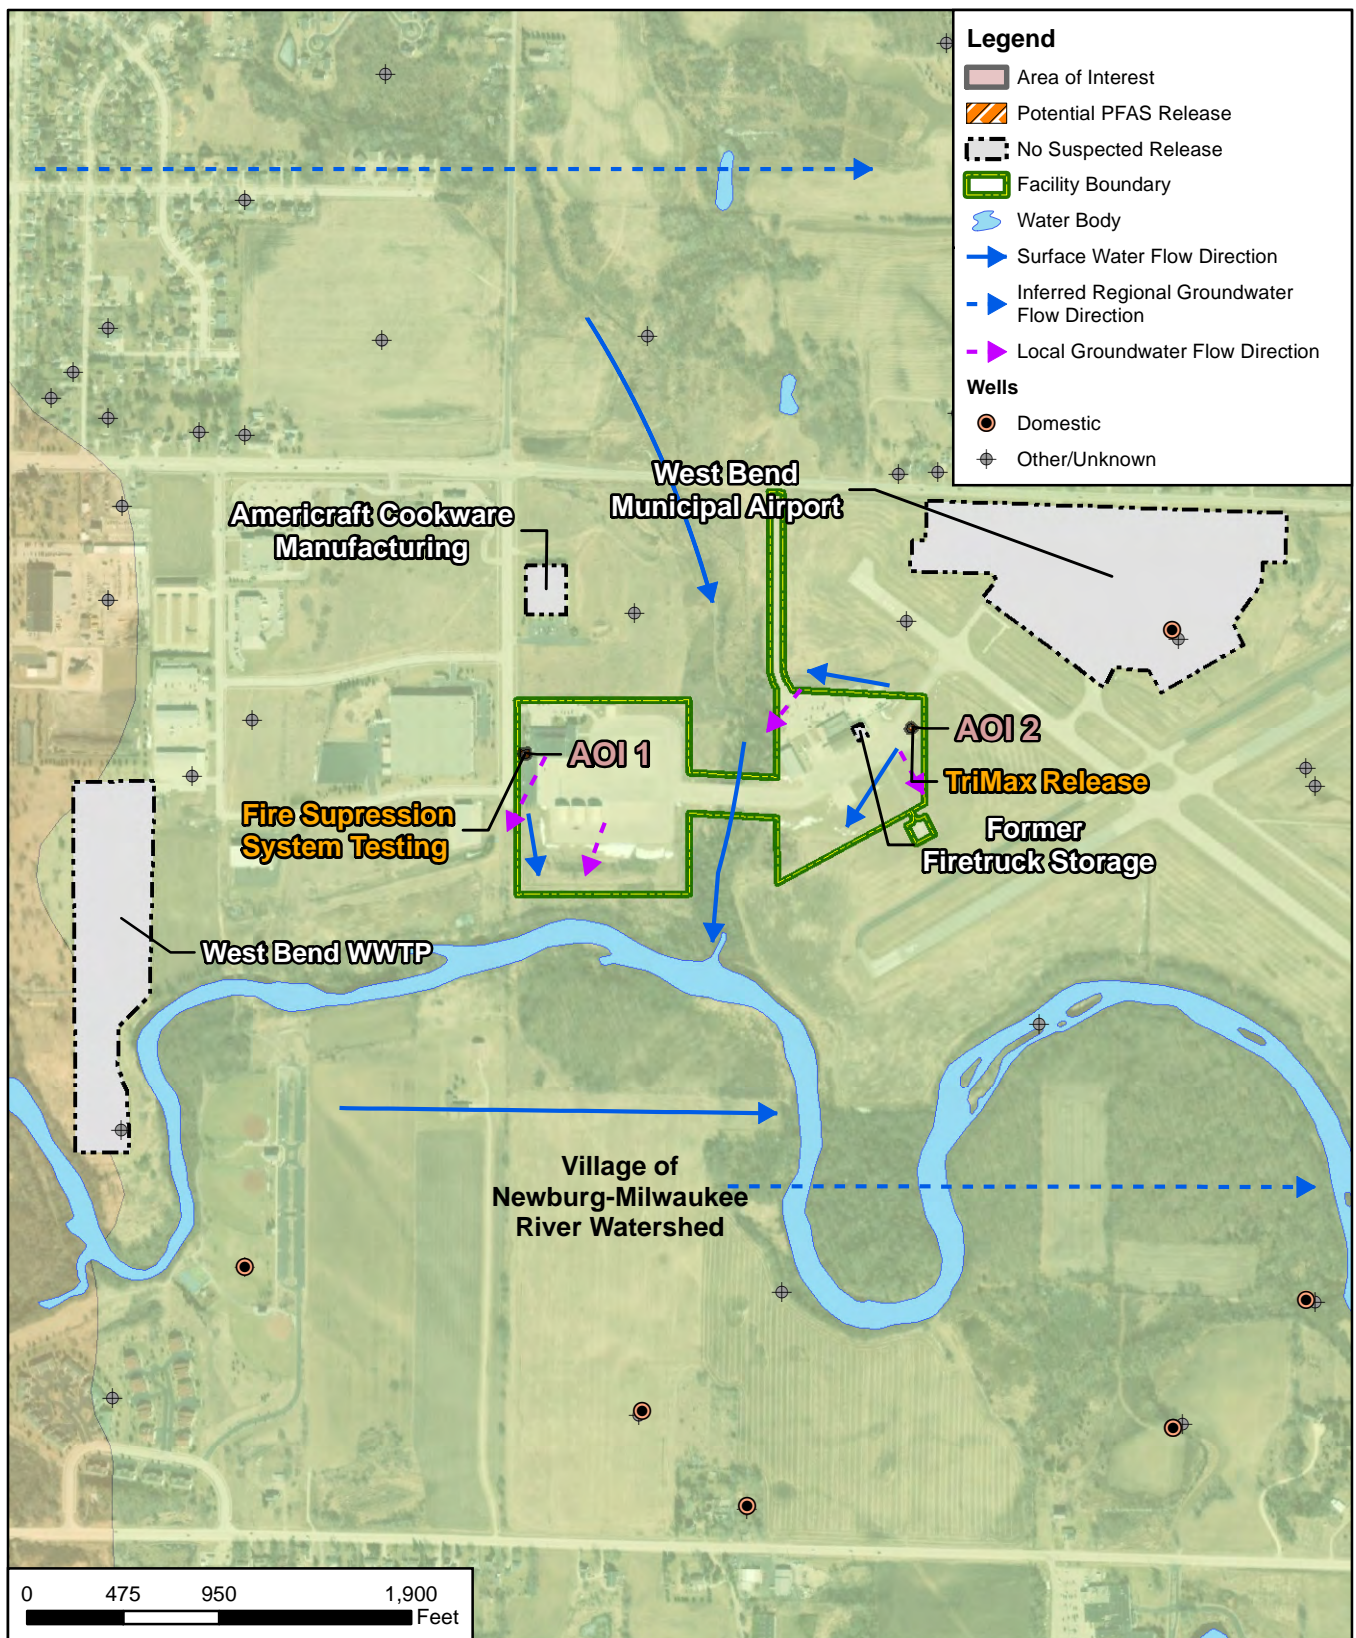 Legend
Area of Interest
Potential PFAS Release
No Suspected Release
Facility Boundary
Water Body
Surface Water Flow Direction
Inferred Regional Groundwater
Flow Direction
Local Groundwater Flow Direction
Wells
Domestic
Other/Unknown
West Bend
Municipal Airport
Americraft Cookware
Manufacturing
AOI 1
AOI 2
TriMax Release
Fire Supression
System Testing
Former
Firetruck Storage
West Bend WWTP
Village of
Newburg-Milwaukee
River Watershed
0 475 950 1,900
Feet